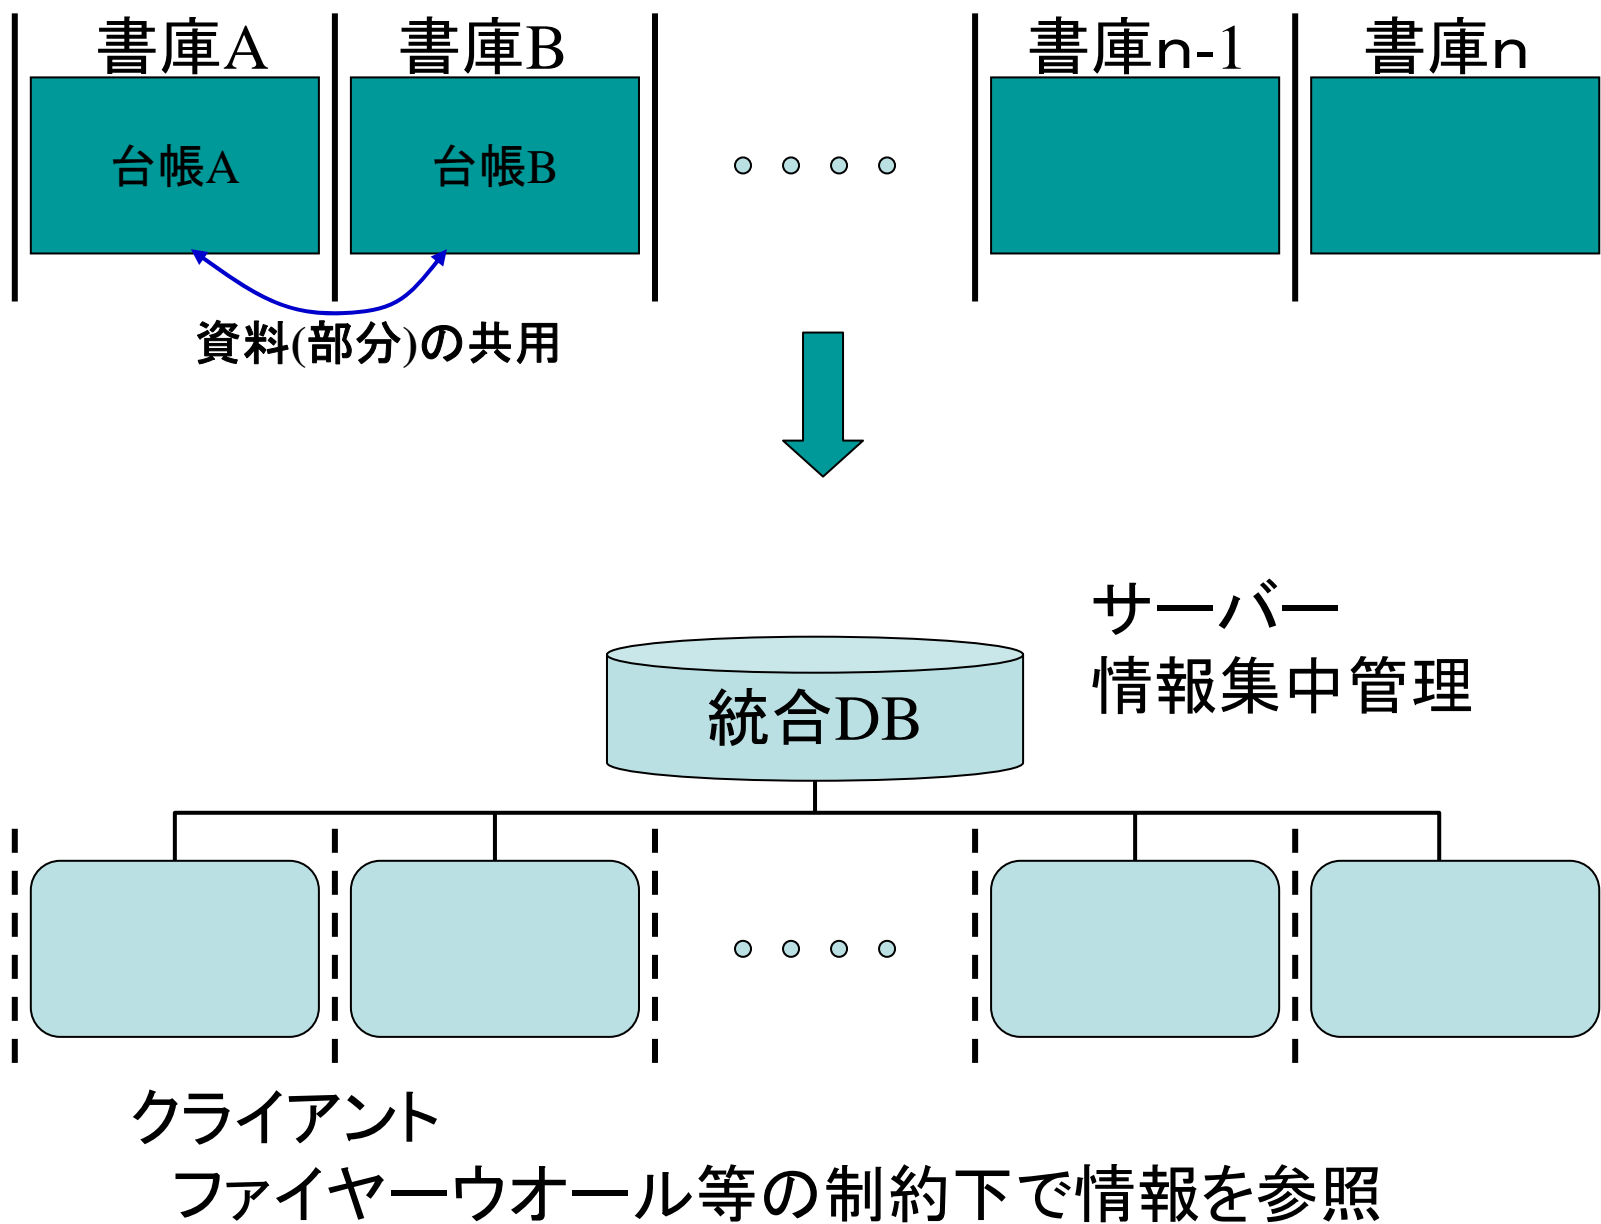 書庫A 書庫B 書庫n-1 書庫n
台帳A 台帳B
資料(部分)の共用
サーバー
情報集中管理
統合DB
クライアント
ファイヤーウオール等の制約下で情報を参照